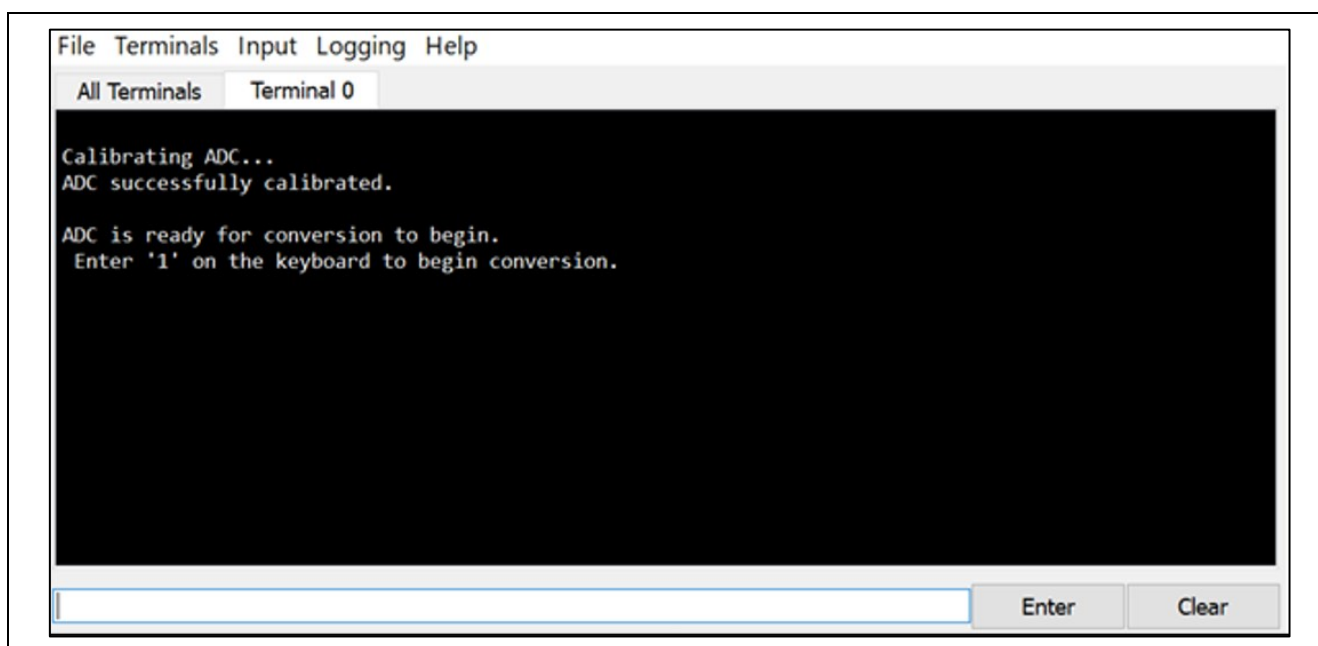 File Terminals Input Logging Help
All Terminals Terminal 0
Calibrating ADC...
ADC successfully calibrated.
ADC is ready for conversion to begin.
Enter '1' on the keyboard to begin conversion.
Enter Clear